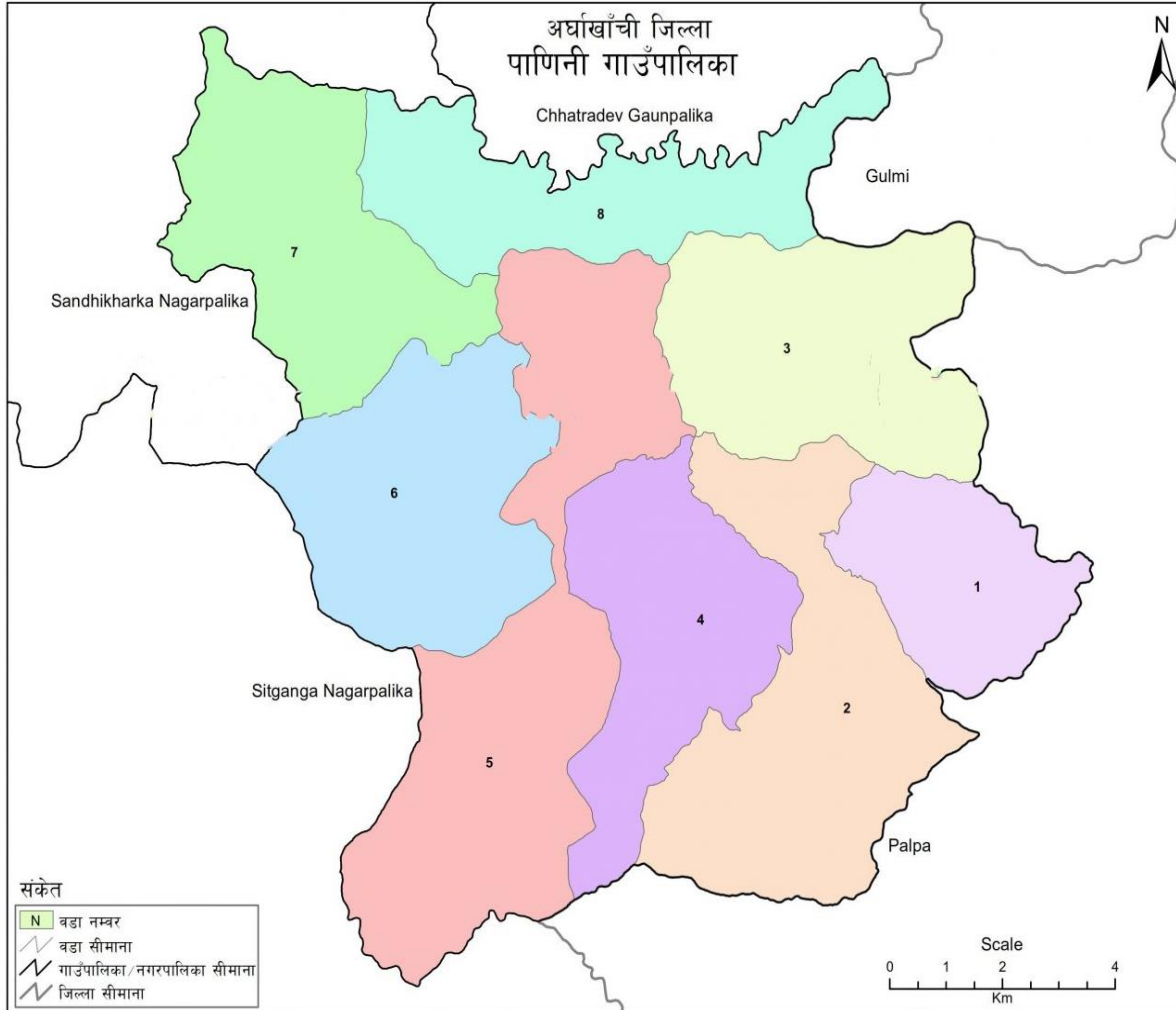 अर्घाखाँची जिल्ला
पाणिनी गाउँपालिका
N
Chhatradev Gaunpalika
Gulmi
8
7
Sandhikharka Nagarpalika
3
6
1
4
Sitganga Nagarpalika
2
5
Palpa
संकेत
N वडा नम्बर
वडा सीमाना
गाउँपालिका/नगरपालिका सीमाना
जिल्ला सीमाना
Scale
0 1 2 4
Km